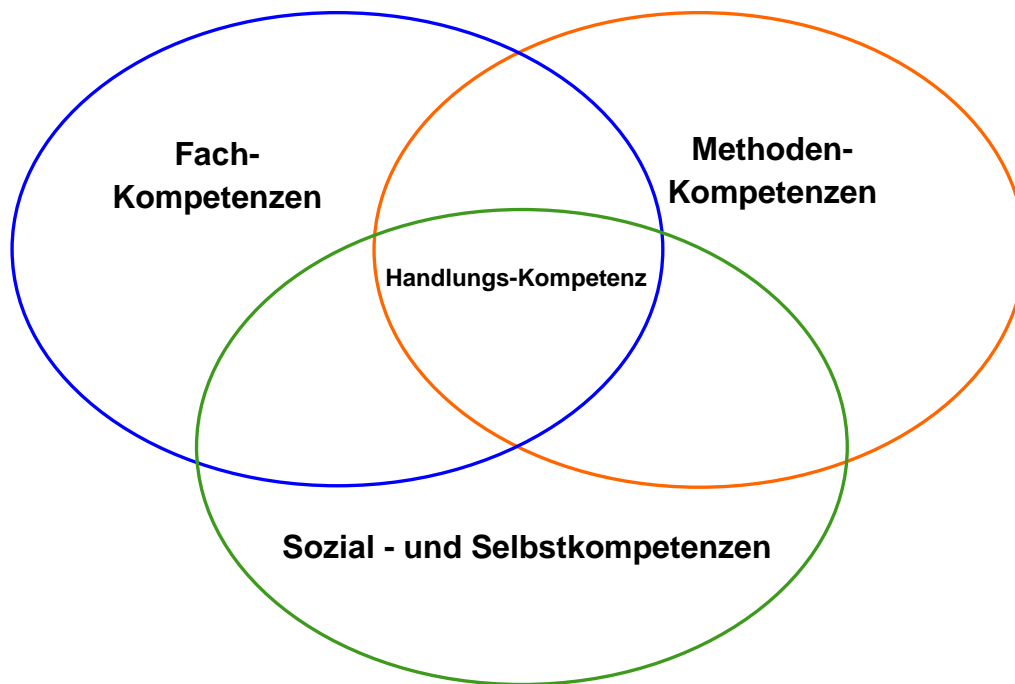 Fach-
Kompetenzen
Methoden-
Kompetenzen
Handlungs-Kompetenz
Sozial - und Selbstkompetenzen